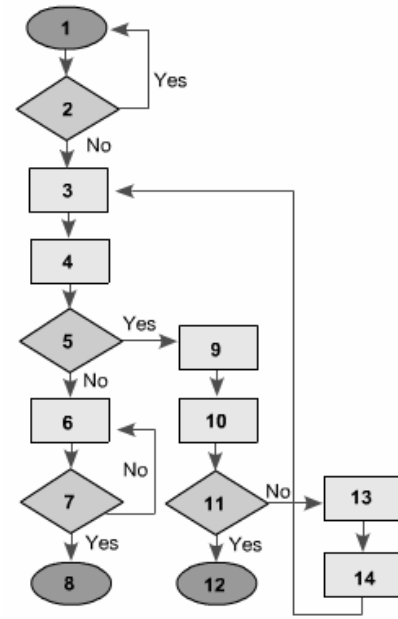 1
Yes
2
No
3
4
5
Yes
9
No
6
10
No
7
11
No
13
Yes
Yes
8
12
14